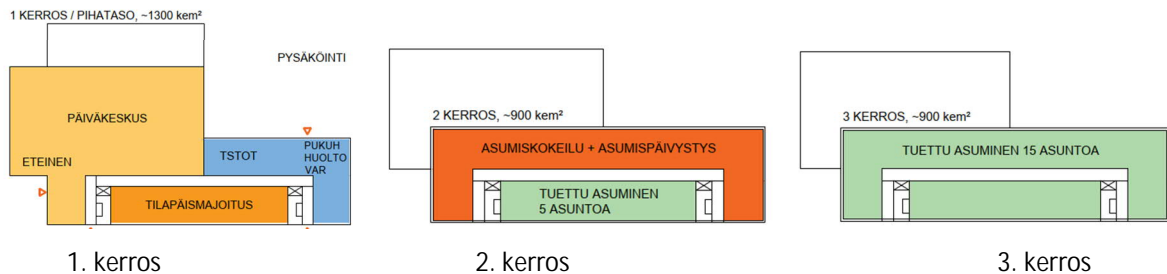 1 KERROS / PIHATASO, ~1300 kem²
PYSÄKÖINTI
PÄIVÄKESKUS
ETEINEN
TSTOT
PUKUH
HUOLTO
VAR
TILAPÄISMAJOITUS
1. kerros
2 KERROS, ~900 kem²
ASUMISKOKEILU + ASUMISPÄIVYSTYS
TUETTU ASUMINEN
5 ASUNTOA
2. kerros
3 KERROS, ~900 kem²
TUETTU ASUMINEN 15 ASUNTOA
3. kerros